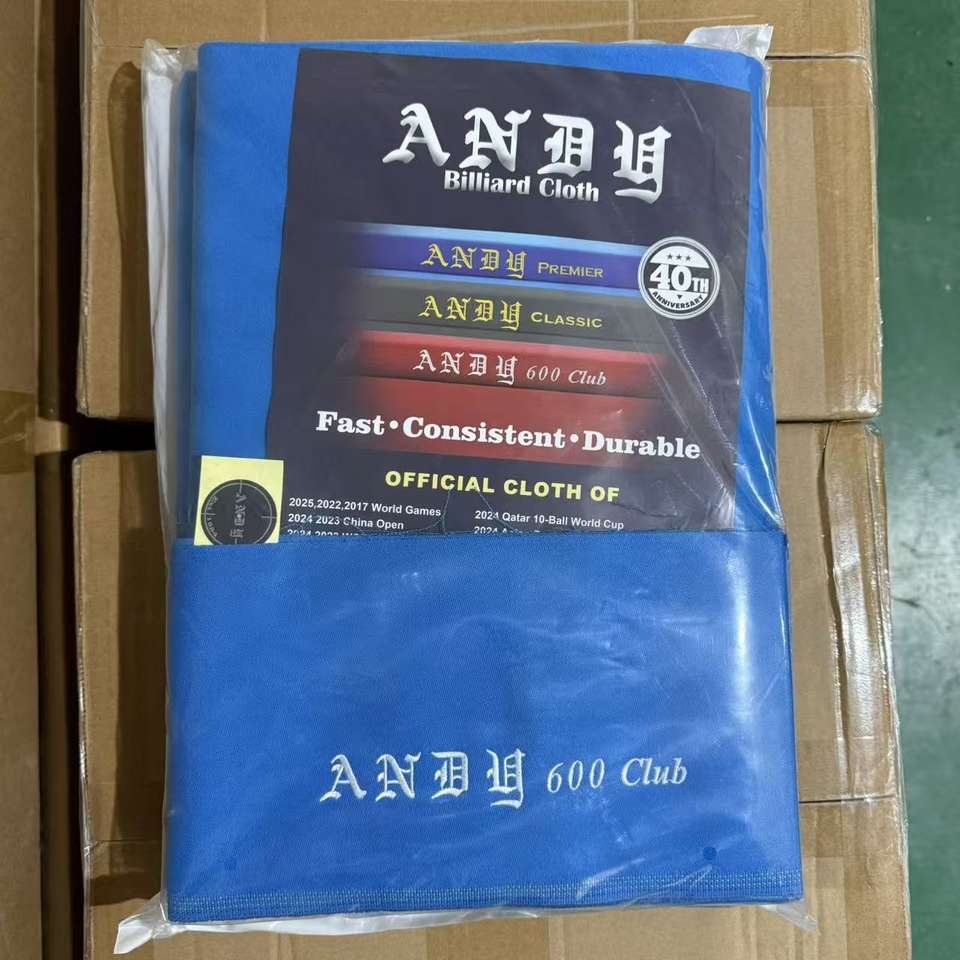 ANDY
Billiard Cloth
ANDY PREMIER
40TH
ANNIVERSARY
ANDY CLASSIC
ANDY 600 Club
Fast • Consistent • Durable
OFFICIAL CLOTH OF
2025,2022,2017 World Games
2024 Qatar 10-Ball World Cup
2024 2023 China Open
ANDY
ANDY 600 Club